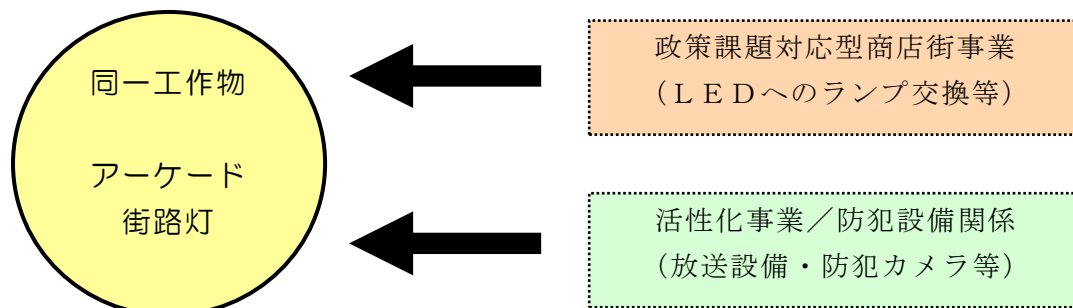 同一工作物
アーケード
街路灯
政策課題対応型商店街事業
（ＬＥＤへのランプ交換等）
活性化事業／防犯設備関係
（放送設備・防犯カメラ等）